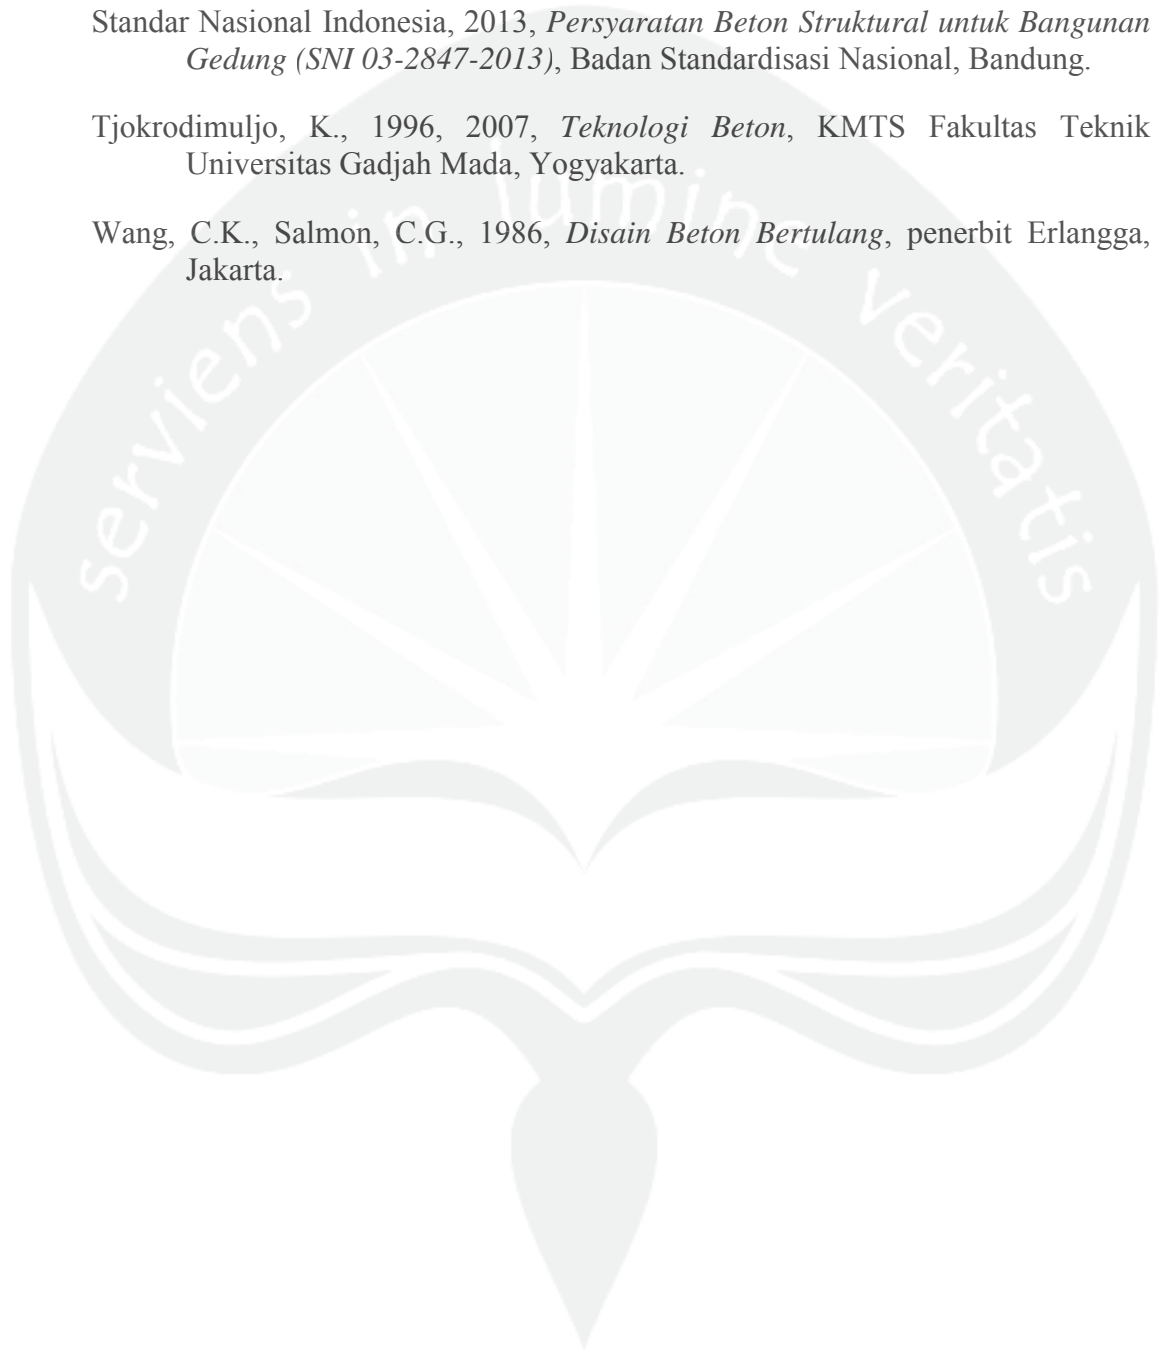 Standar Nasional Indonesia, 2013, Persyaratan Beton Struktural untuk Bangunan
Gedung (SNI 03-2847-2013), Badan Standardisasi Nasional, Bandung.
Tjokrodimuljo, K., 1996, 2007, Teknologi Beton, KMTS Fakultas Teknik
Universitas Gadjah Mada, Yogyakarta.
Wang, C.K., Salmon, C.G., 1986, Disain Beton Bertulang, penerbit Erlangga,
Jakarta.
serviens in lumine veritatis